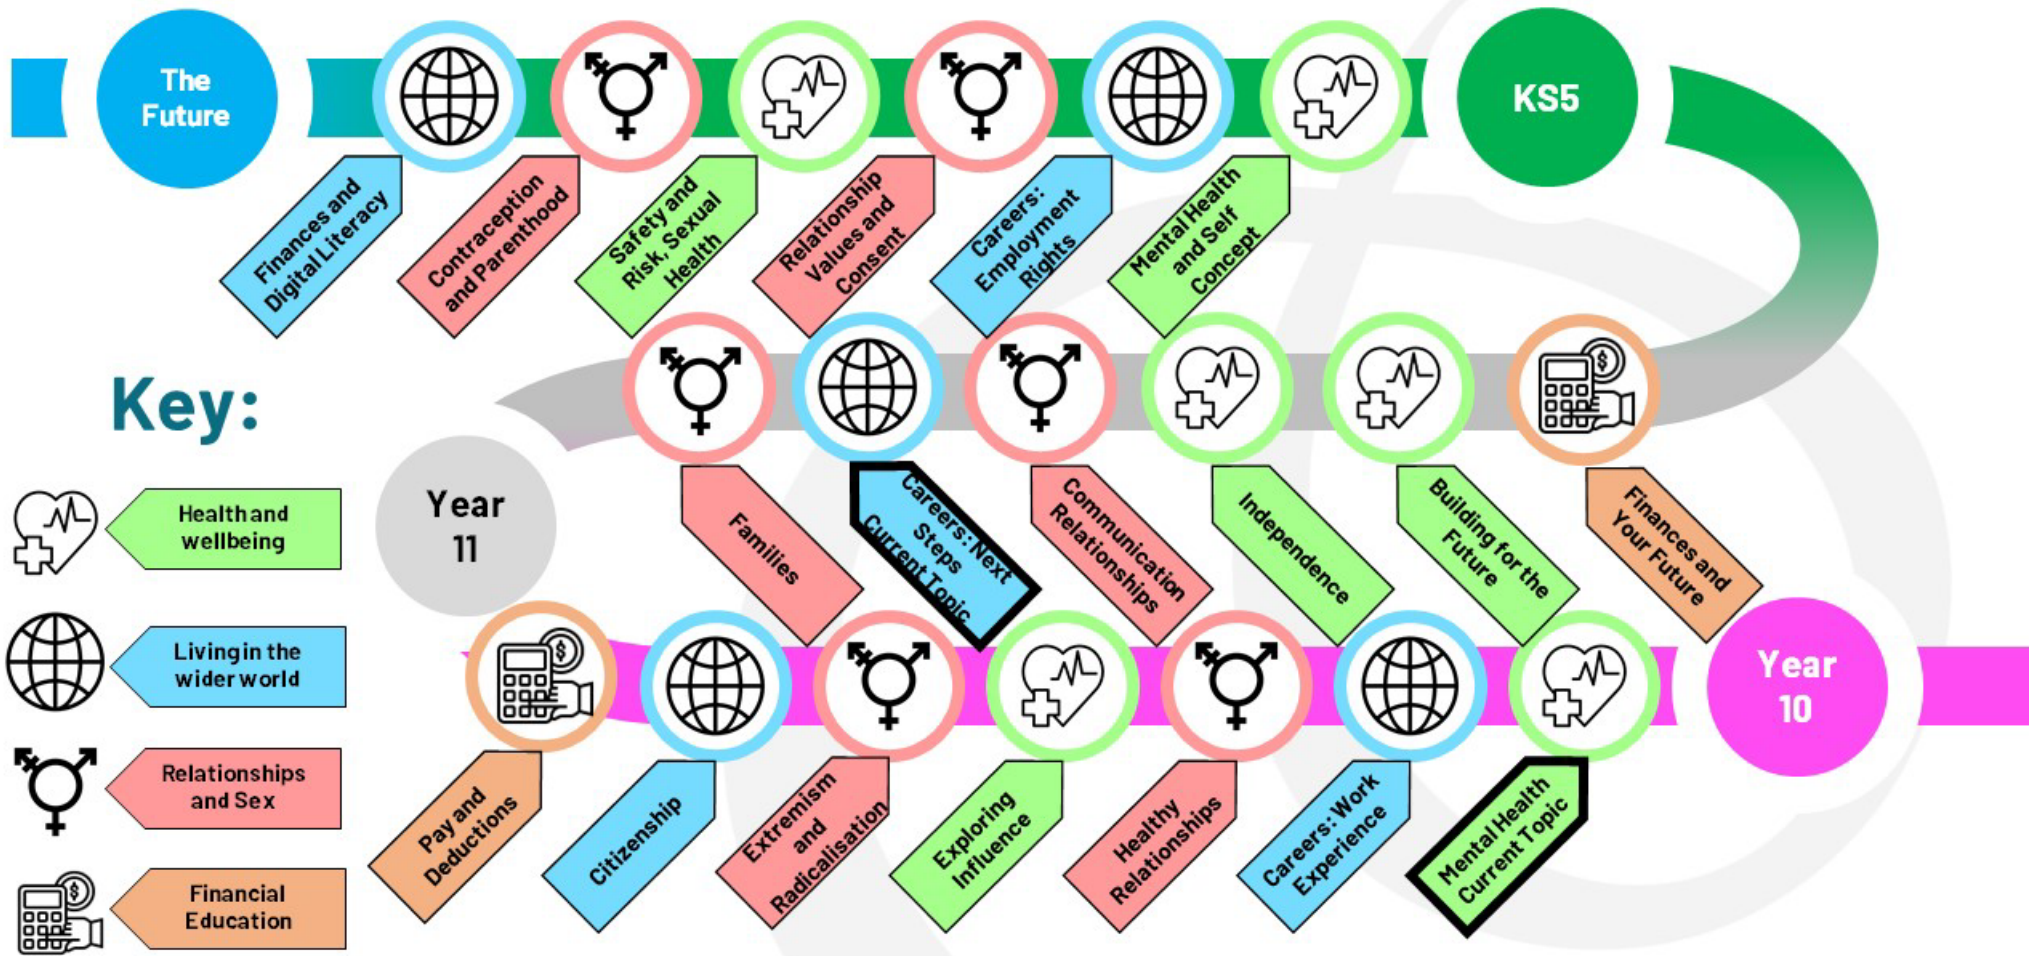 The
Future
KS5
Finances and
Digital Literacy
Contraception
and Parenthood
Safety and
Risk, Sexual
Health
Relationship
Values and
Consent
Careers:
Employment
Rights
Mental Health
and Self
Concept
Key:
Health and
wellbeing
Living in the
wider world
Relationships
and Sex
$
Financial
Education
Year
11
$
Families
Careers: Next
Steps
Current Topic
Communication
Relationships
Independence
Building for the
Future
Finances and
Your Future
$
Year
10
Pay and
Deductions
Citizenship
Extremism
and
Radicalisation
Exploring
Influence
Healthy
Relationships
Careers: Work
Experience
Mental Health
Current Topic